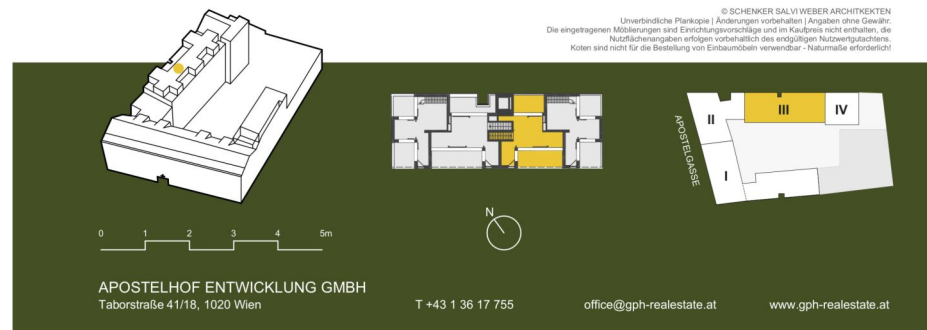 © SCHENKER SALVI WEBER ARCHITKEKTEN
Unverbindliche Plankopie | Änderungen vorbehalten | Angaben ohne Gewähr.
Die eingetragenen Möblierungen sind Einrichtungsvorschläge und im Kaufpreis nicht enthalten, die
Nutzflächenangaben erfolgen vorbehaltlich des endgültigen Nutzwertgutachtens.
Koten sind nicht für die Bestellung von Einbaumöbeln verwendbar - Naturmaße erforderlich!
II
III
IV
I
APOSTELGASSE
N
0 1 2 3 4 5m
APOSTELHOF ENTWICKLUNG GMBH
Taborstraße 41/18, 1020 Wien
T +43 1 36 17 755
office@gph-realestate.at
www.gph-realestate.at